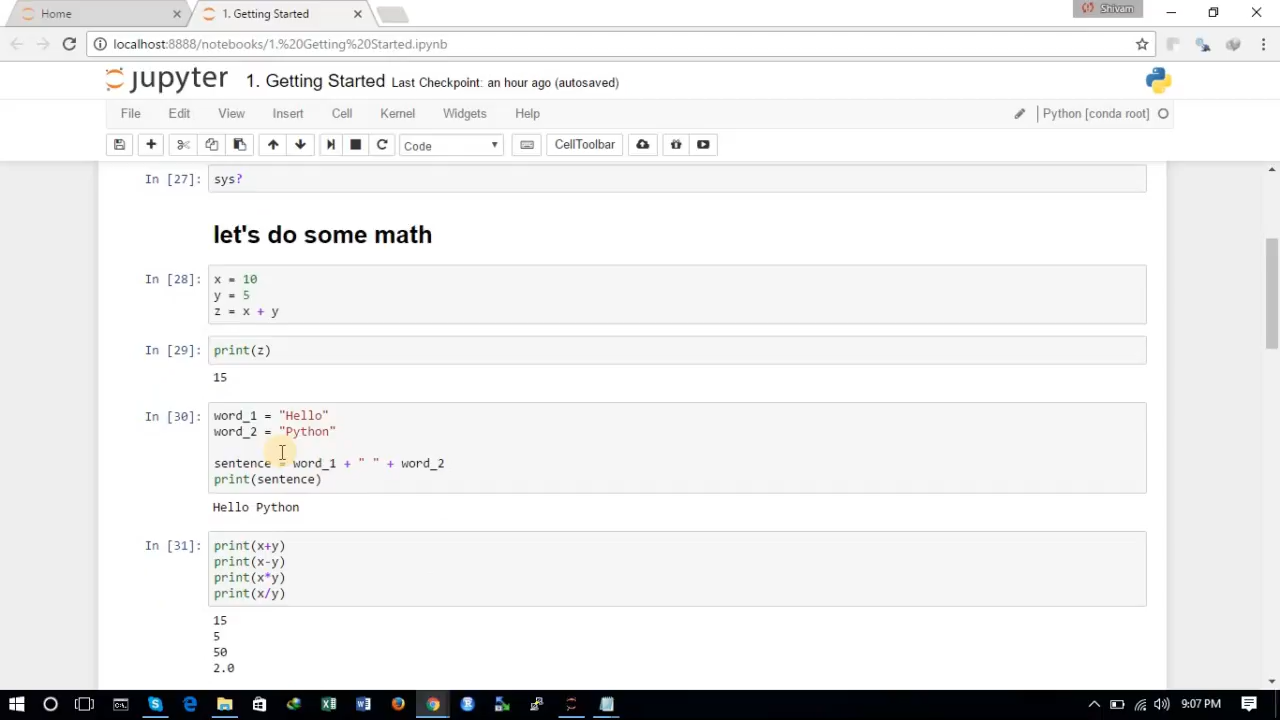 Home
1. Getting Started
Shivam
localhost:8888/notebooks/1.%20Getting%20Started.ipynb
jupyter 1. Getting Started Last Checkpoint: an hour ago (autosaved)
File Edit View Insert Cell Kernel Widgets Help Python [conda root]
Code CellToolbar
In [27]: sys?
let's do some math
In [28]: x = 10
y = 5
z = x + y
In [29]: print(z)
15
In [30]: word_1 = "Hello"
word_2 = "Python"
sentence = word_1 + " " + word_2
print(sentence)
Hello Python
In [31]: print(x+y)
print(x-y)
print(x*y)
print(x/y)
15
5
50
2.0
9:07 PM